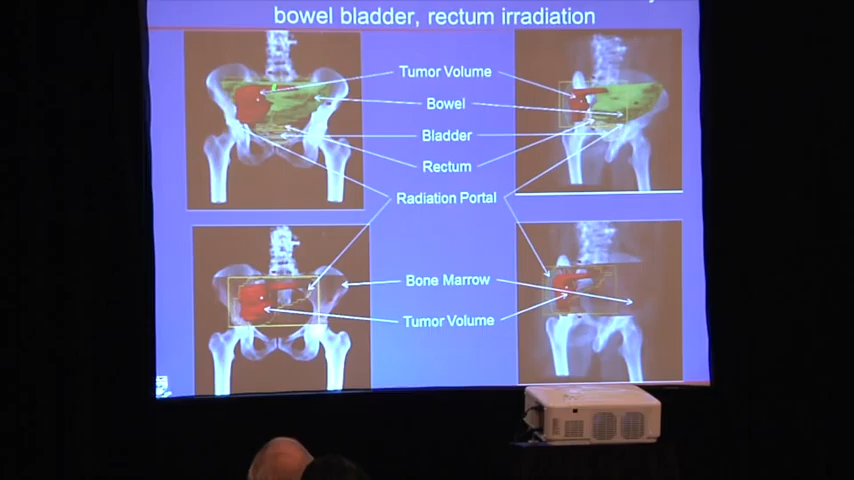 bowel bladder, rectum irradiation
Tumor Volume
Bowel
Bladder
Rectum
Radiation Portal
Bone Marrow
Tumor Volume